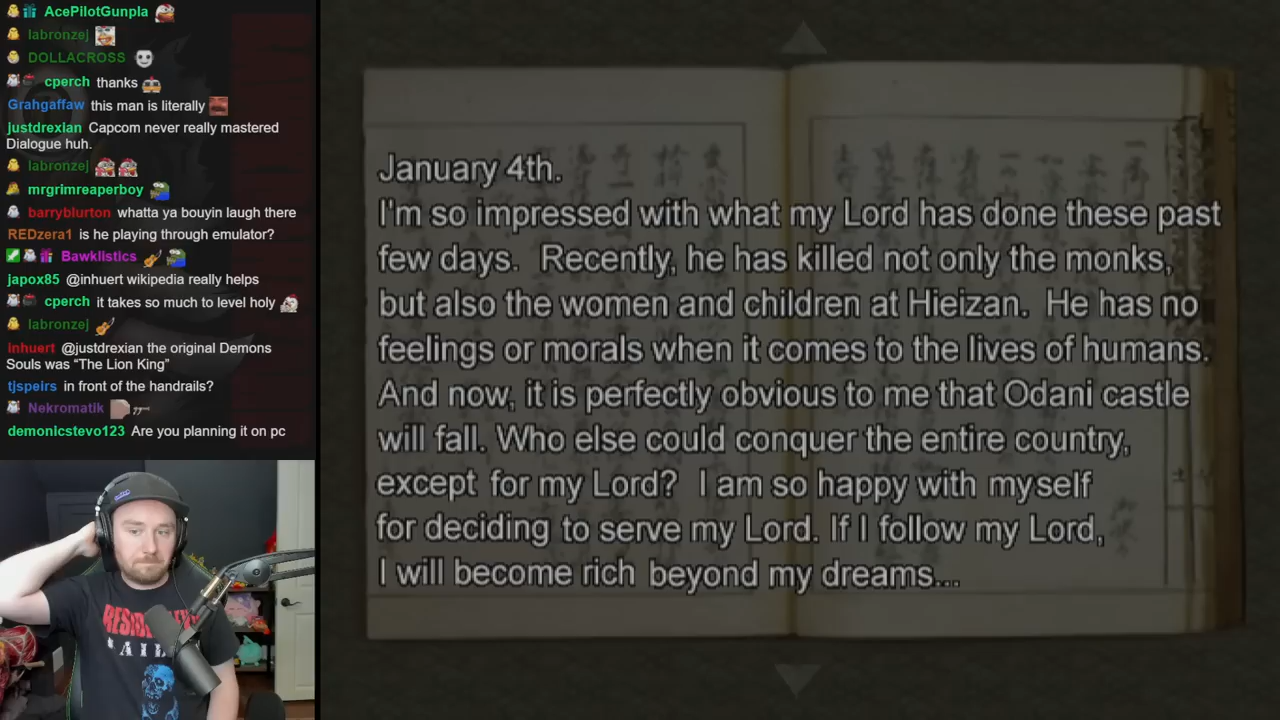 AcePilotGunpla
labronzej
DOLLACROSS
cperch thanks
Grahgaffaw this man is literally
justdrexian Capcom never really mastered
Dialogue huh.
labronzej
mrgrimreaperboy
barryblurton whatta ya bouyin laugh there
REDzera1 is he playing through emulator?
Bawklistics
japox85 @inhuert wikipedia really helps
cperch it takes so much to level holy
labronzej
inhuert @justdrexian the original Demons
Souls was “The Lion King”
tjspeirs in front of the handrails?
Nekromatik
demonicstevo123 Are you planning it on pc
January 4th.
I'm so impressed with what my Lord has done these past
few days. Recently, he has killed not only the monks,
but also the women and children at Hieizan. He has no
feelings or morals when it comes to the lives of humans.
And now, it is perfectly obvious to me that Odani castle
will fall. Who else could conquer the entire country,
except for my Lord? I am so happy with myself
for deciding to serve my Lord. If I follow my Lord,
I will become rich beyond my dreams...